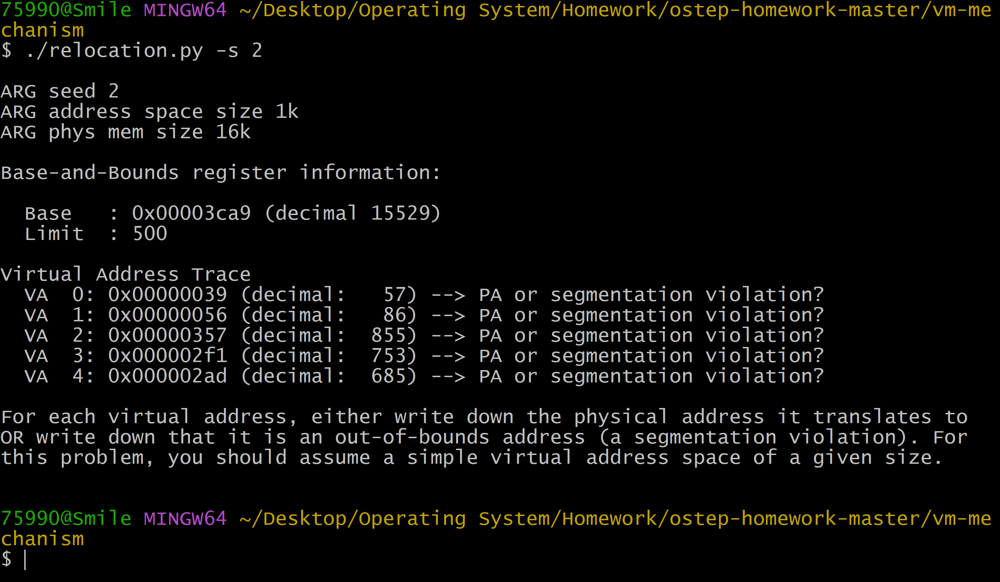 75990@Smile MINGW64 ~/Desktop/Operating System/Homework/ostep-homework-master/vm-me
chanism
$ ./relocation.py -s 2
ARG seed 2
ARG address space size 1k
ARG phys mem size 16k
Base-and-Bounds register information:
  Base   : 0x00003ca9 (decimal 15529)
  Limit  : 500
Virtual Address Trace
  VA  0: 0x00000039 (decimal:   57) --> PA or segmentation violation?
  VA  1: 0x00000056 (decimal:   86) --> PA or segmentation violation?
  VA  2: 0x00000357 (decimal:  855) --> PA or segmentation violation?
  VA  3: 0x000002f1 (decimal:  753) --> PA or segmentation violation?
  VA  4: 0x000002ad (decimal:  685) --> PA or segmentation violation?
For each virtual address, either write down the physical address it translates to
OR write down that it is an out-of-bounds address (a segmentation violation). For
this problem, you should assume a simple virtual address space of a given size.
75990@Smile MINGW64 ~/Desktop/Operating System/Homework/ostep-homework-master/vm-me
chanism
$